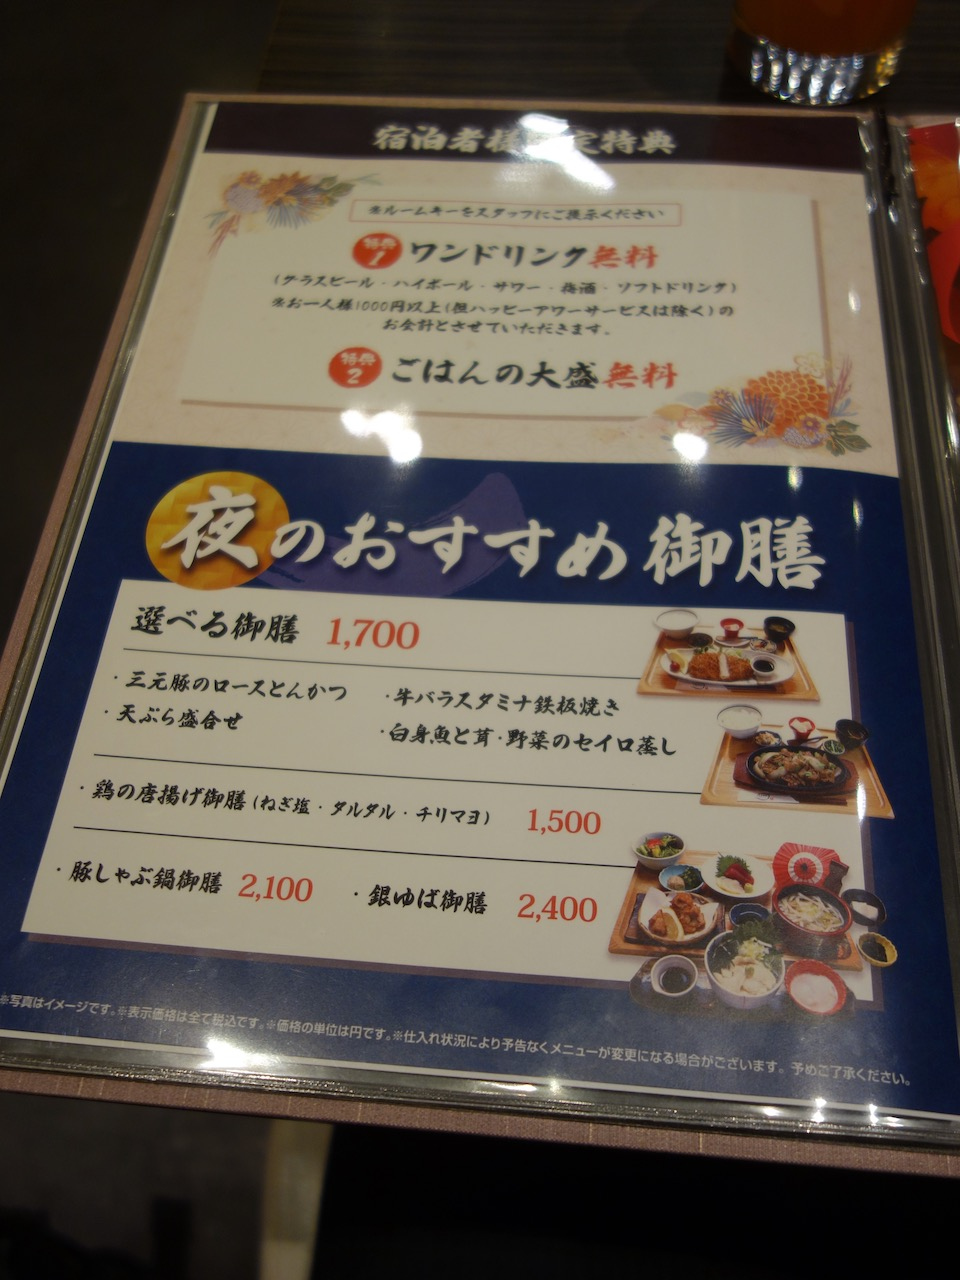 宿泊者様 定特典
※ルームキーをスタッフにご提示ください
特典1 ワンドリンク無料
(グラスビール・ハイボール・サワー・梅酒・ソフトドリンク)
※お一人様1000円以上(但ハッピーアワーサービスは除く)の
お会計とさせていただきます。
特典2 ごはんの大盛無料
夜のおすすめ御膳
選べる御膳 1,700
・三元豚のロースとんかつ ・牛バラスタミナ鉄板焼き
・天ぷら盛合せ ・白身魚と茸・野菜のセイロ蒸し
・鶏の唐揚げ御膳(ねぎ塩・タルタル・チリマヨ) 1,500
・豚しゃぶ鍋御膳 2,100 ・銀ゆば御膳 2,400
※写真はイメージです。※表示価格は全て税込です。※価格の単位は円です。※仕入れ状況により予告なくメニューが変更になる場合がございます。予めご了承ください。